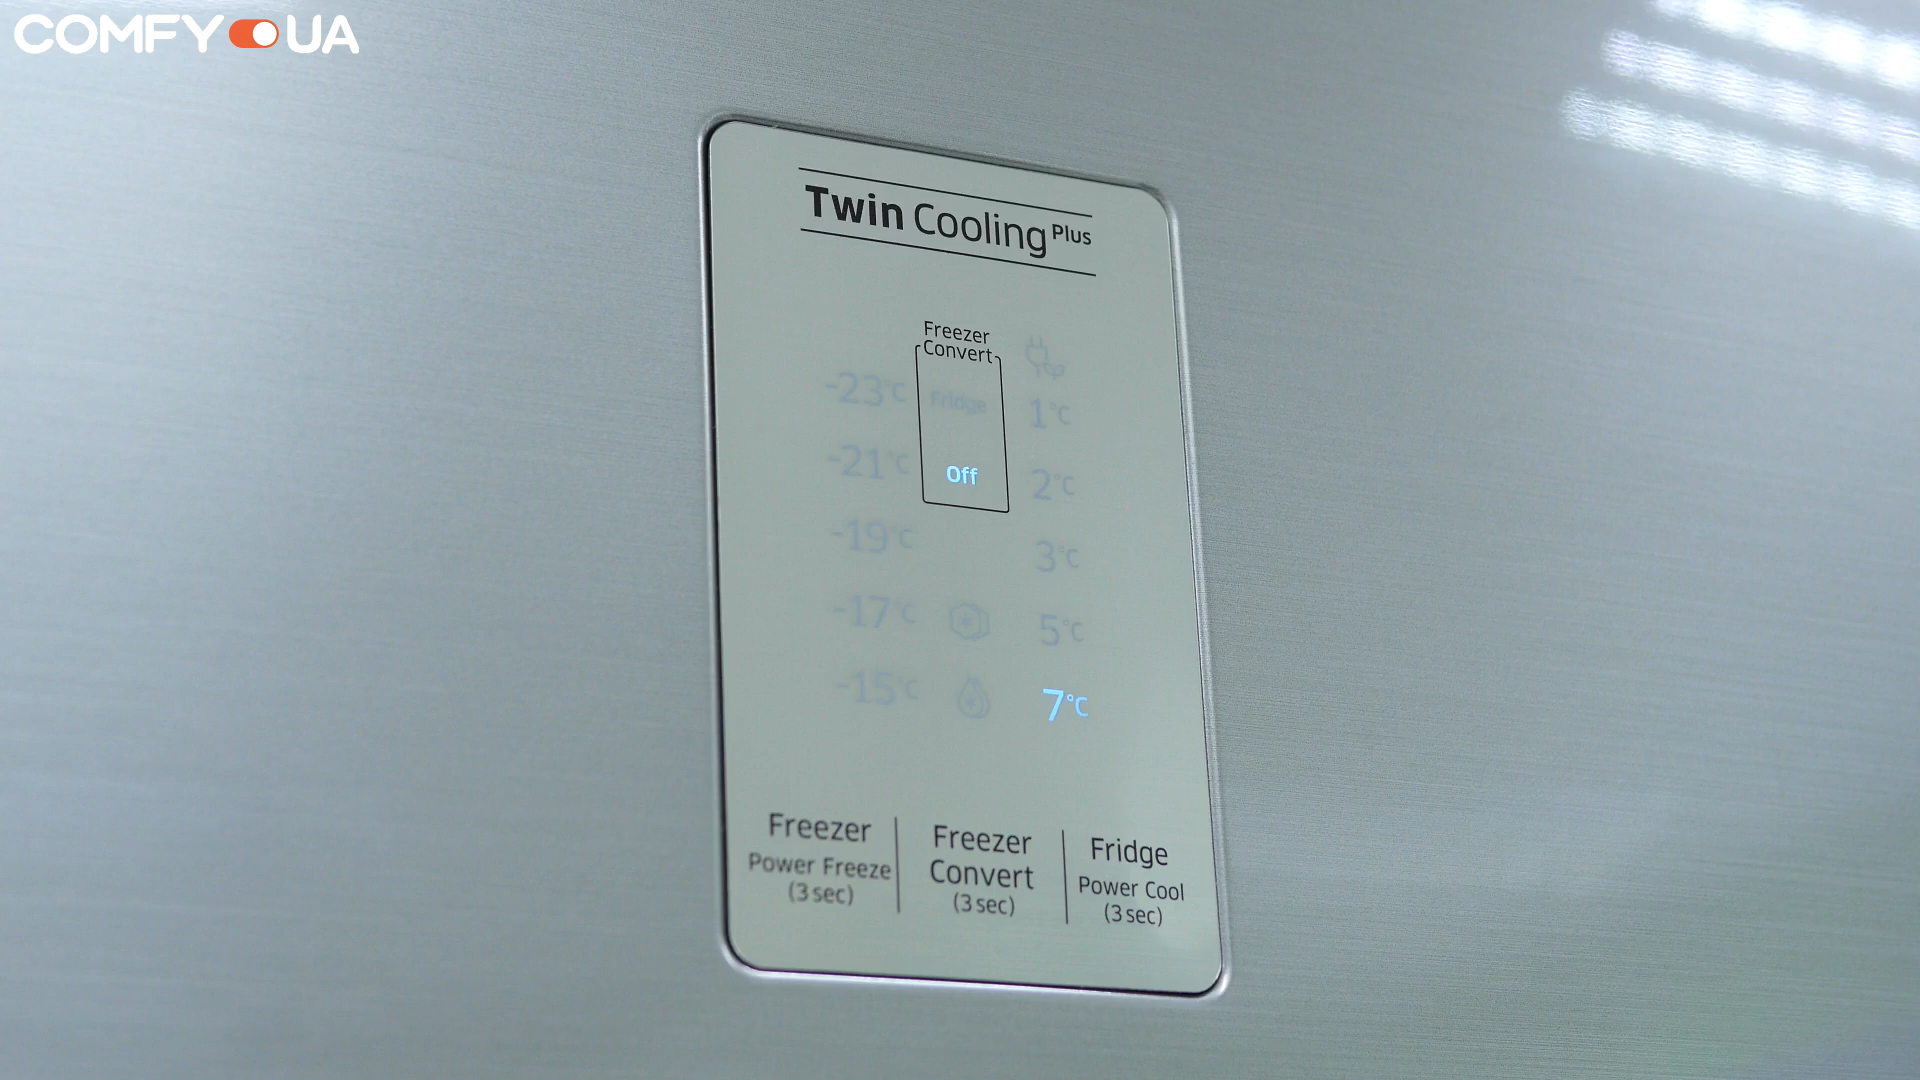 COMFY UA
Twin Cooling Plus
Freezer
Convert
-23°C Fridge 1°C
-21°C Off 2°C
-19°C 3°C
-17°C 5°C
-15°C 7°C
Freezer
Power Freeze
(3 sec)
Freezer
Convert
(3 sec)
Fridge
Power Cool
(3 sec)